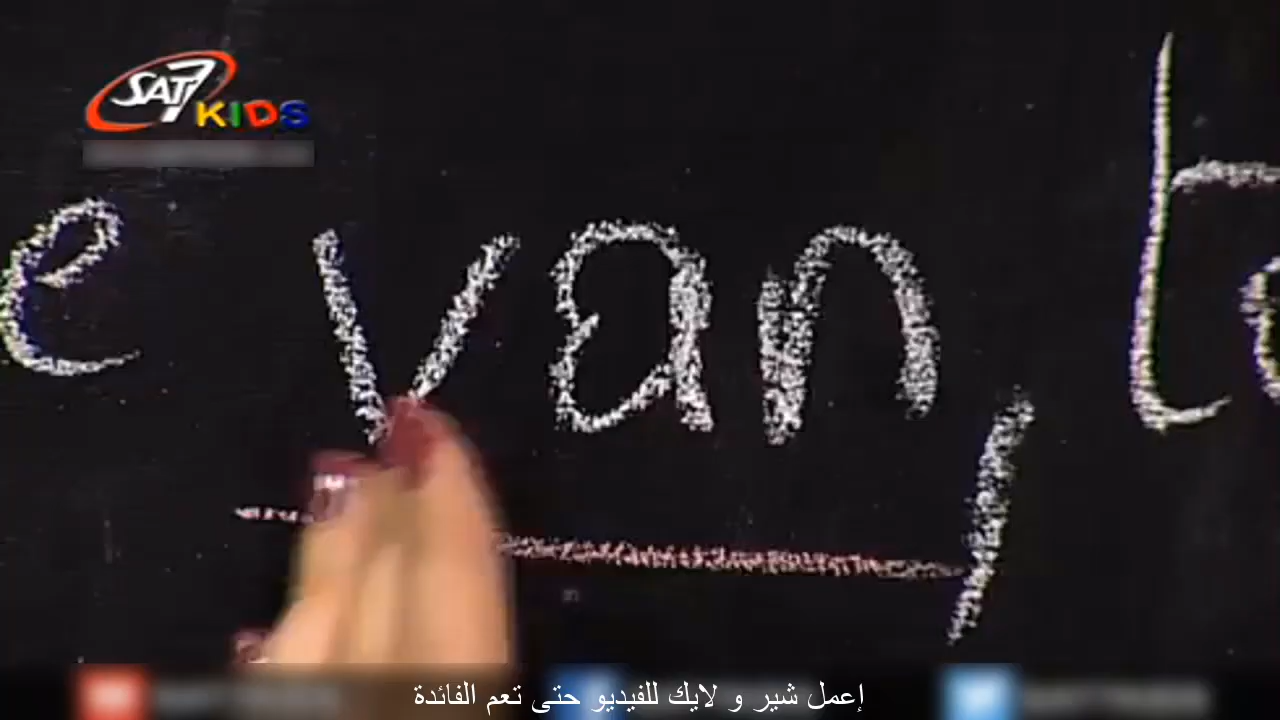 SAT7 KIDS
e van, t
إعمل شير و لايك للفيديو حتى تعم الفائدة